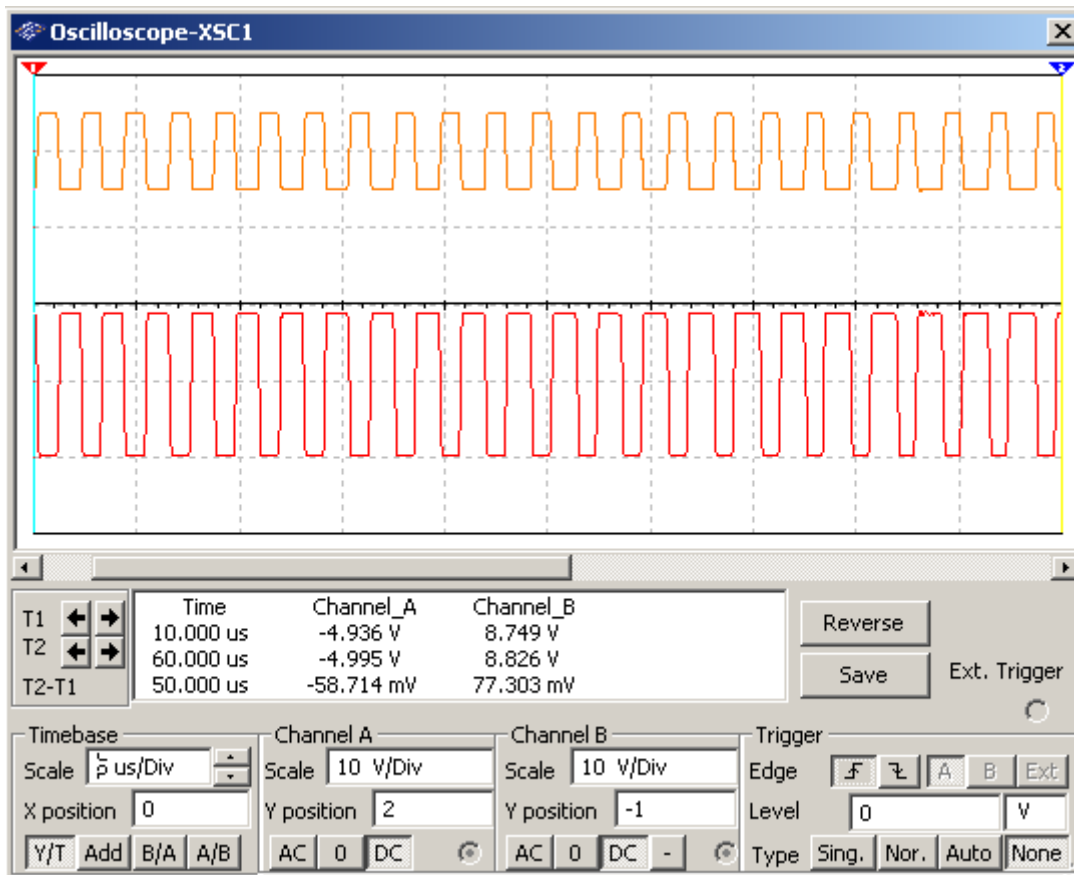 Oscilloscope-XSC1
1 2
Time Channel_A Channel_B
T1 10.000 us -4.936 V 8.749 V
T2 60.000 us -4.995 V 8.826 V
T2-T1 50.000 us -58.714 mV 77.303 mV
Reverse
Save
Ext. Trigger
Timebase Channel A Channel B Trigger
Scale 5 us/Div Scale 10 V/Div Scale 10 V/Div Edge A B Ext
X position 0 Y position 2 Y position -1 Level 0 V
Y/T Add B/A A/B AC 0 DC AC 0 DC - Type Sing. Nor. Auto None